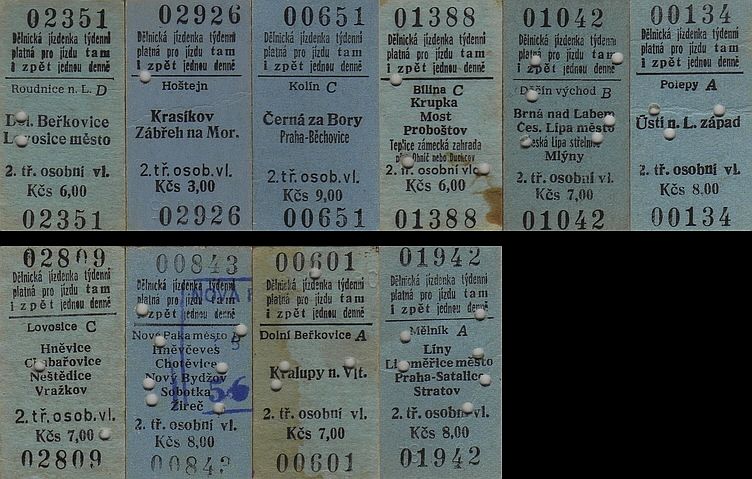 02351
Dělnická jízdenka týdenní
platná pro jízdu tam
i zpět jednou denně
Roudnice n. L. D
Dol. Beřkovice
Lovosice město
2. tř. osobní vl.
Kčs 6,00
02351
02926
Dělnická jízdenka týdenní
platná pro jízdu tam
i zpět jednou denně
Hoštejn
Krasíkov
Zábřeh na Mor.
2. tř. osob. vl.
Kčs 3,00
02926
00651
Dělnická jízdenka týdenní
platná pro jízdu tam
i zpět jednou denně
Kolín C
Černá za Bory
Praha-Běchovice
2. tř. osob. vl.
Kčs 9,00
00651
01388
Dělnická jízdenka týdenní
platná pro jízdu tam
i zpět jednou denně
Bílina C
Krupka
Most
Proboštov
Teplice zámecká zahrada
přes Ohníč nebo Duchcov
2. tř. osobní vl.
Kčs 6,00
01388
01042
Dělnická jízdenka týdenní
platná pro jízdu tam
i zpět jednou denně
Děčín východ B
Brná nad Labem
Čes. Lípa město
Česká Lípa střelnice
Mlýny
2. tř. osobní vl.
Kčs 7,00
01042
00134
Dělnická jízdenka týdenní
platná pro jízdu tam
i zpět jednou denně
Polepy A
Ústí n. L. západ
2. tř. osobní vl.
Kčs 8,00
00134
02809
Dělnická jízdenka týdenní
platná pro jízdu tam
i zpět jednou denně
Lovosice C
Hněvice
Chabařovice
Neštědice
Vražkov
2. tř. osob. vl.
Kčs 7,00
02809
00843
Dělnická jízdenka týdenní
platná pro jízdu tam
i zpět jednou denně
NOVÁ
Nová Paka město B
Hněvčeves
Chotěvice
Nový Bydžov
Sobotka
Žireč
56
2. tř. osobní vl.
Kčs 8,00
00843
00601
Dělnická jízdenka týdenní
platná pro jízdu tam
i zpět jednou denně
Dolní Beřkovice A
Kralupy n. Vlt.
2. tř. osobní vl.
Kčs 7,00
00601
01942
Dělnická jízdenka týdenní
platná pro jízdu tam
i zpět jednou denně
Mělník A
Líny
Litoměřice město
Praha-Satalice
Stratov
2. tř. osobní vl.
Kčs 8,00
01942